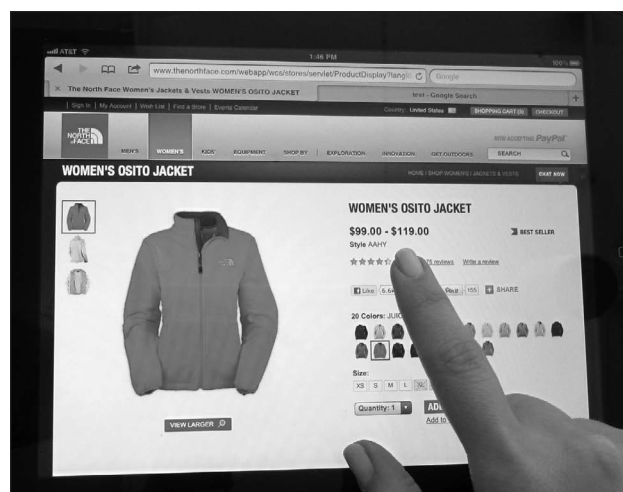 AT&T 1:46 PM 100%
www.thenorthface.com/webapp/wcs/stores/servlet/ProductDisplay?langId Google
The North Face Women's Jackets & Vests WOMEN'S OSITO JACKET test - Google Search
Sign In | My Account | Wish List | Find a Store | Events Calendar Country: United States SHOPPING CART CHECKOUT
THE NORTH FACE
NOW ACCEPTING PayPal
MEN'S WOMEN'S KIDS' EQUIPMENT SHOP BY EXPLORATION INNOVATION GET OUTDOORS SEARCH
WOMEN'S OSITO JACKET HOME / SHOP WOMEN'S / JACKETS & VESTS CHAT NOW
WOMEN'S OSITO JACKET
$99.00 - $119.00 BEST SELLER
Style AAHY
reviews Write a review
Like 155 SHARE
20 Colors:
Size:
XS S M L
Quantity: 1
Add to
VIEW LARGER